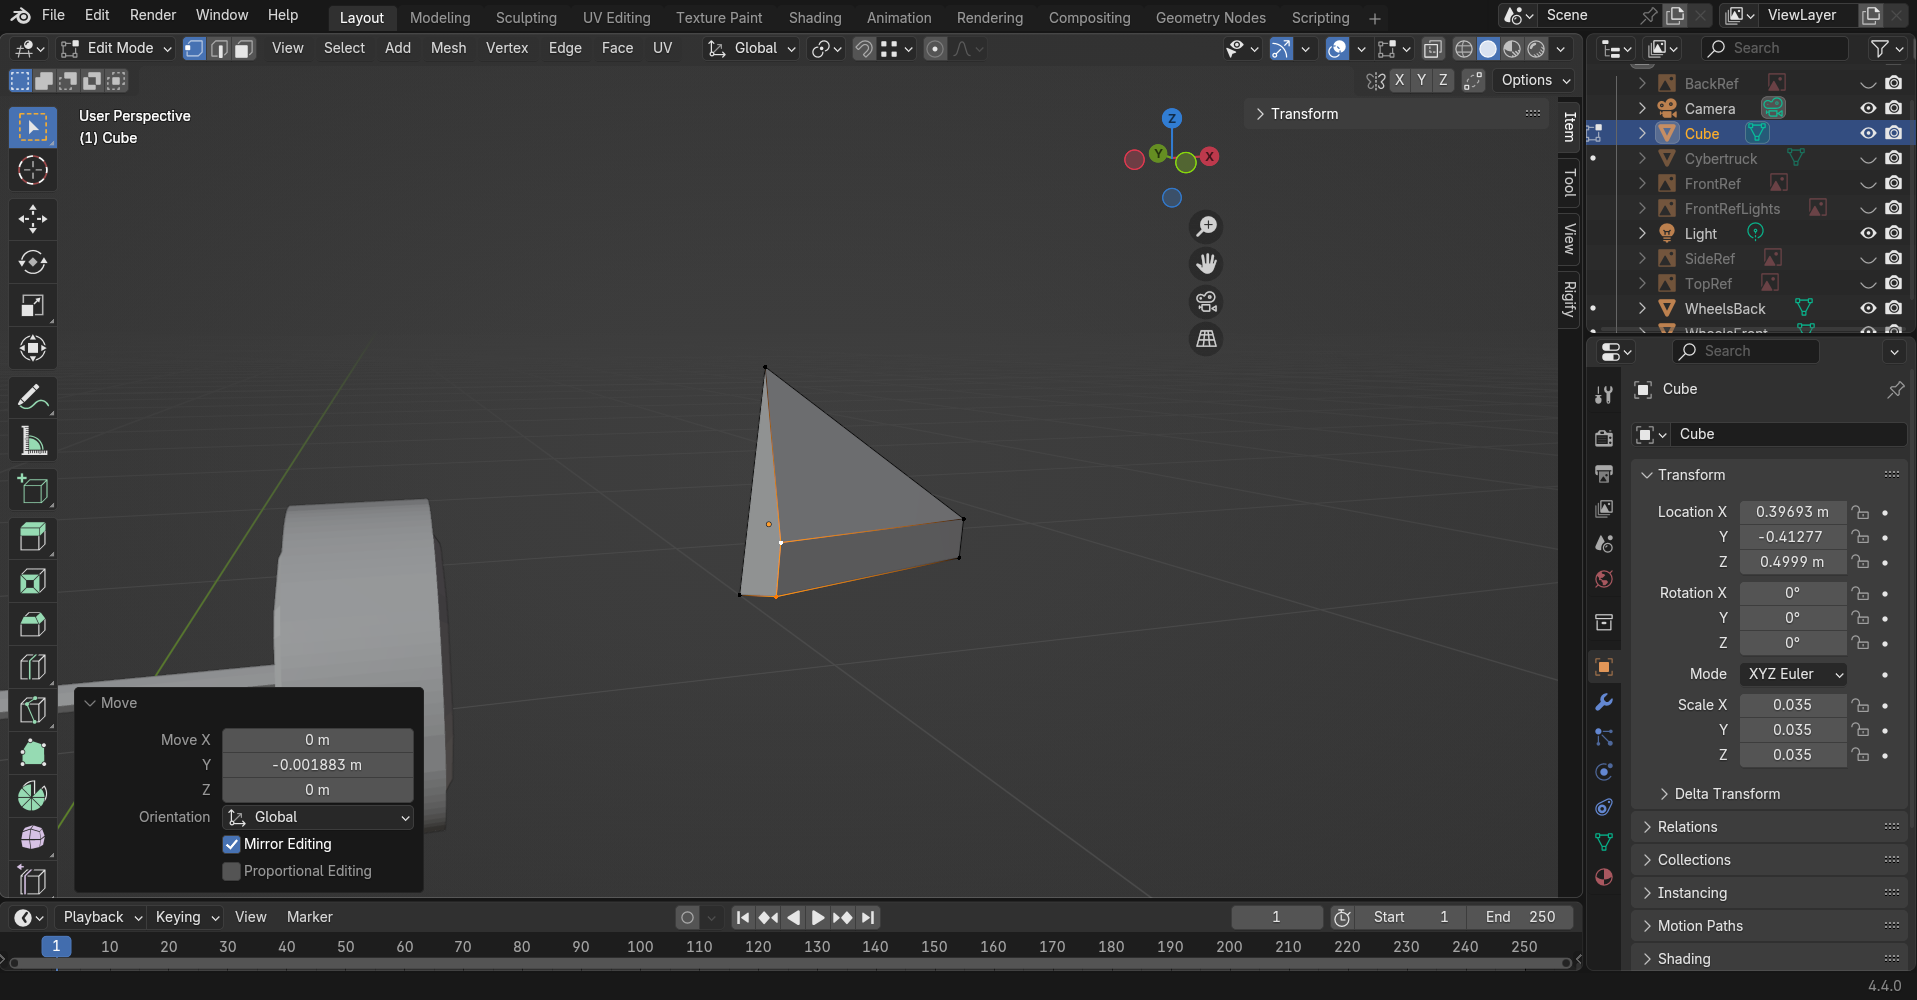 File Edit Render Window Help Layout Modeling Sculpting UV Editing Texture Paint Shading Animation Rendering Compositing Geometry Nodes Scripting + Scene ViewLayer
Edit Mode View Select Add Mesh Vertex Edge Face UV Global Search
X Y Z Options
User Perspective
(1) Cube
Transform
Z
Y
X
Item
Tool
View
Rigify
BackRef
Camera
Cube
Cybertruck
FrontRef
FrontRefLights
Light
SideRef
TopRef
WheelsBack
WheelsFront
Search
Cube
Cube
Transform
Location X 0.39693 m
Y -0.41277
Z 0.4999 m
Rotation X 0°
Y 0°
Z 0°
Mode XYZ Euler
Scale X 0.035
Y 0.035
Z 0.035
Delta Transform
Relations
Collections
Instancing
Motion Paths
Shading
Move
Move X 0 m
Y -0.001883 m
Z 0 m
Orientation Global
Mirror Editing
Proportional Editing
Playback Keying View Marker 1 Start 1 End 250
1 10 20 30 40 50 60 70 80 90 100 110 120 130 140 150 160 170 180 190 200 210 220 230 240 250
4.4.0